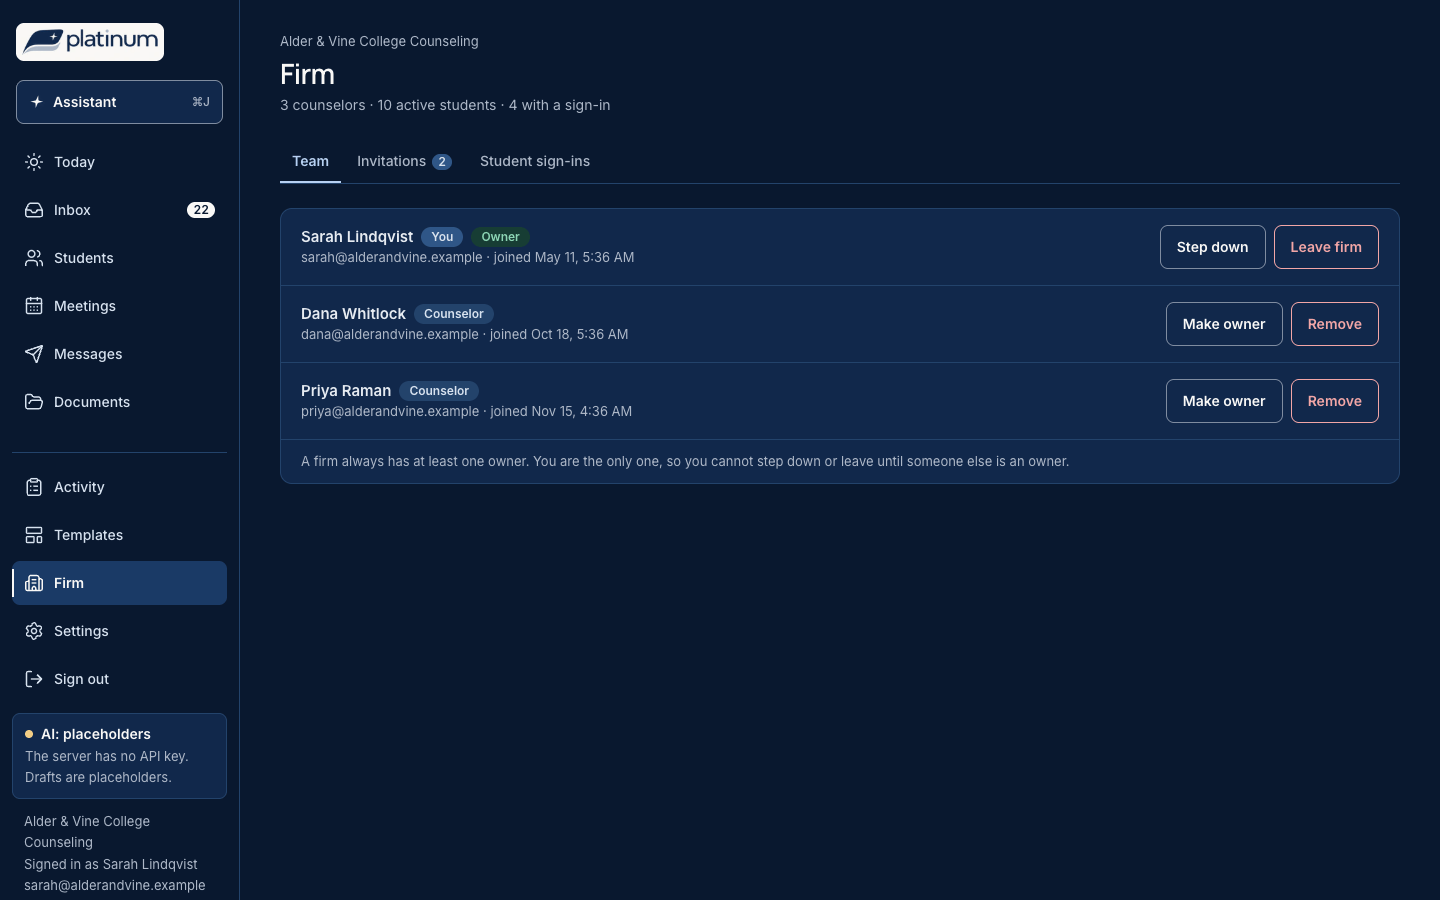 platinum
Assistant ⌘J
Today
Inbox 22
Students
Meetings
Messages
Documents
Activity
Templates
Firm
Settings
Sign out
AI: placeholders
The server has no API key.
Drafts are placeholders.
Alder & Vine College
Counseling
Signed in as Sarah Lindqvist
sarah@alderandvine.example
Alder & Vine College Counseling
Firm
3 counselors · 10 active students · 4 with a sign-in
Team Invitations 2 Student sign-ins
Sarah Lindqvist You Owner
sarah@alderandvine.example · joined May 11, 5:36 AM
Step down Leave firm
Dana Whitlock Counselor
dana@alderandvine.example · joined Oct 18, 5:36 AM
Make owner Remove
Priya Raman Counselor
priya@alderandvine.example · joined Nov 15, 4:36 AM
Make owner Remove
A firm always has at least one owner. You are the only one, so you cannot step down or leave until someone else is an owner.